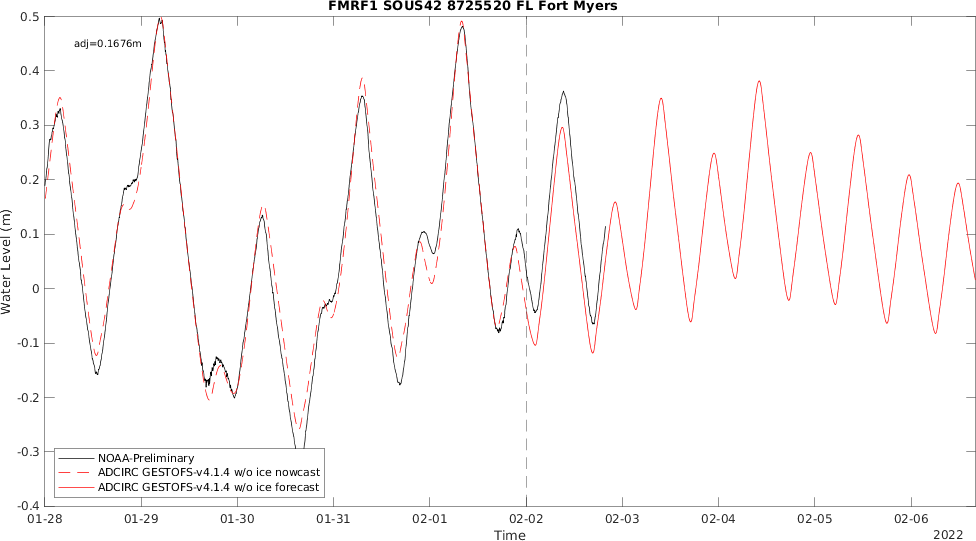 FMRF1 SOUS42 8725520 FL Fort Myers
adj=0.1676m
0.5
0.4
0.3
0.2
0.1
0
-0.1
-0.2
-0.3
-0.4
Water Level (m)
NOAA-Preliminary
ADCIRC GESTOFS-v4.1.4 w/o ice nowcast
ADCIRC GESTOFS-v4.1.4 w/o ice forecast
01-28 01-29 01-30 01-31 02-01 02-02 02-03 02-04 02-05 02-06
Time
2022